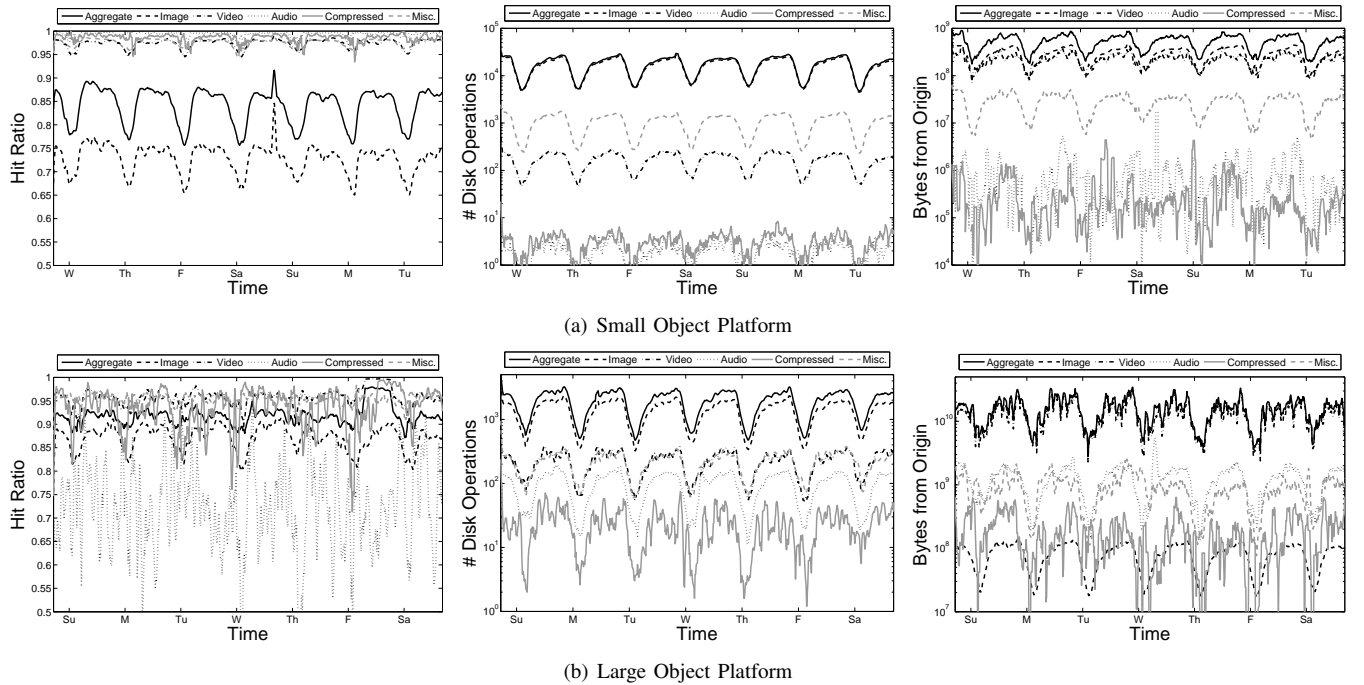 Aggregate Image Video Audio Compressed Misc.
1
0.95
0.9
0.85
0.8
0.75
0.7
0.65
0.6
0.55
0.5
Hit Ratio
W Th F Sa Su M Tu
Time
Aggregate Image Video Audio Compressed Misc.
10^5
10^4
10^3
10^2
10^1
10^0
# Disk Operations
W Th F Sa Su M Tu
Time
Aggregate Image Video Audio Compressed Misc.
10^9
10^8
10^7
10^6
10^5
10^4
Bytes from Origin
W Th F Sa Su M Tu
Time
(a) Small Object Platform
Aggregate Image Video Audio Compressed Misc.
1
0.95
0.9
0.85
0.8
0.75
0.7
0.65
0.6
0.55
0.5
Hit Ratio
Su M Tu W Th F Sa
Time
Aggregate Image Video Audio Compressed Misc.
10^3
10^2
10^1
10^0
# Disk Operations
Su M Tu W Th F Sa
Time
Aggregate Image Video Audio Compressed Misc.
10^10
10^9
10^8
10^7
Bytes from Origin
Su M Tu W Th F Sa
Time
(b) Large Object Platform